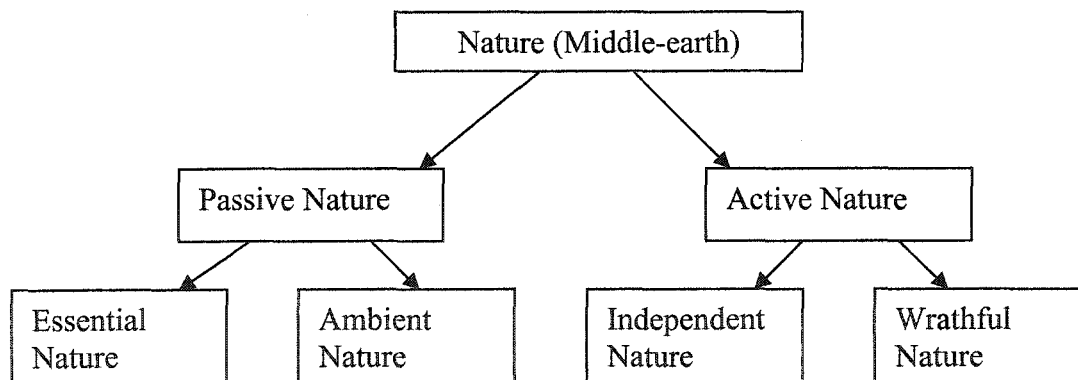 Nature (Middle-earth)
Passive Nature
Active Nature
Essential
Nature
Ambient
Nature
Independent
Nature
Wrathful
Nature